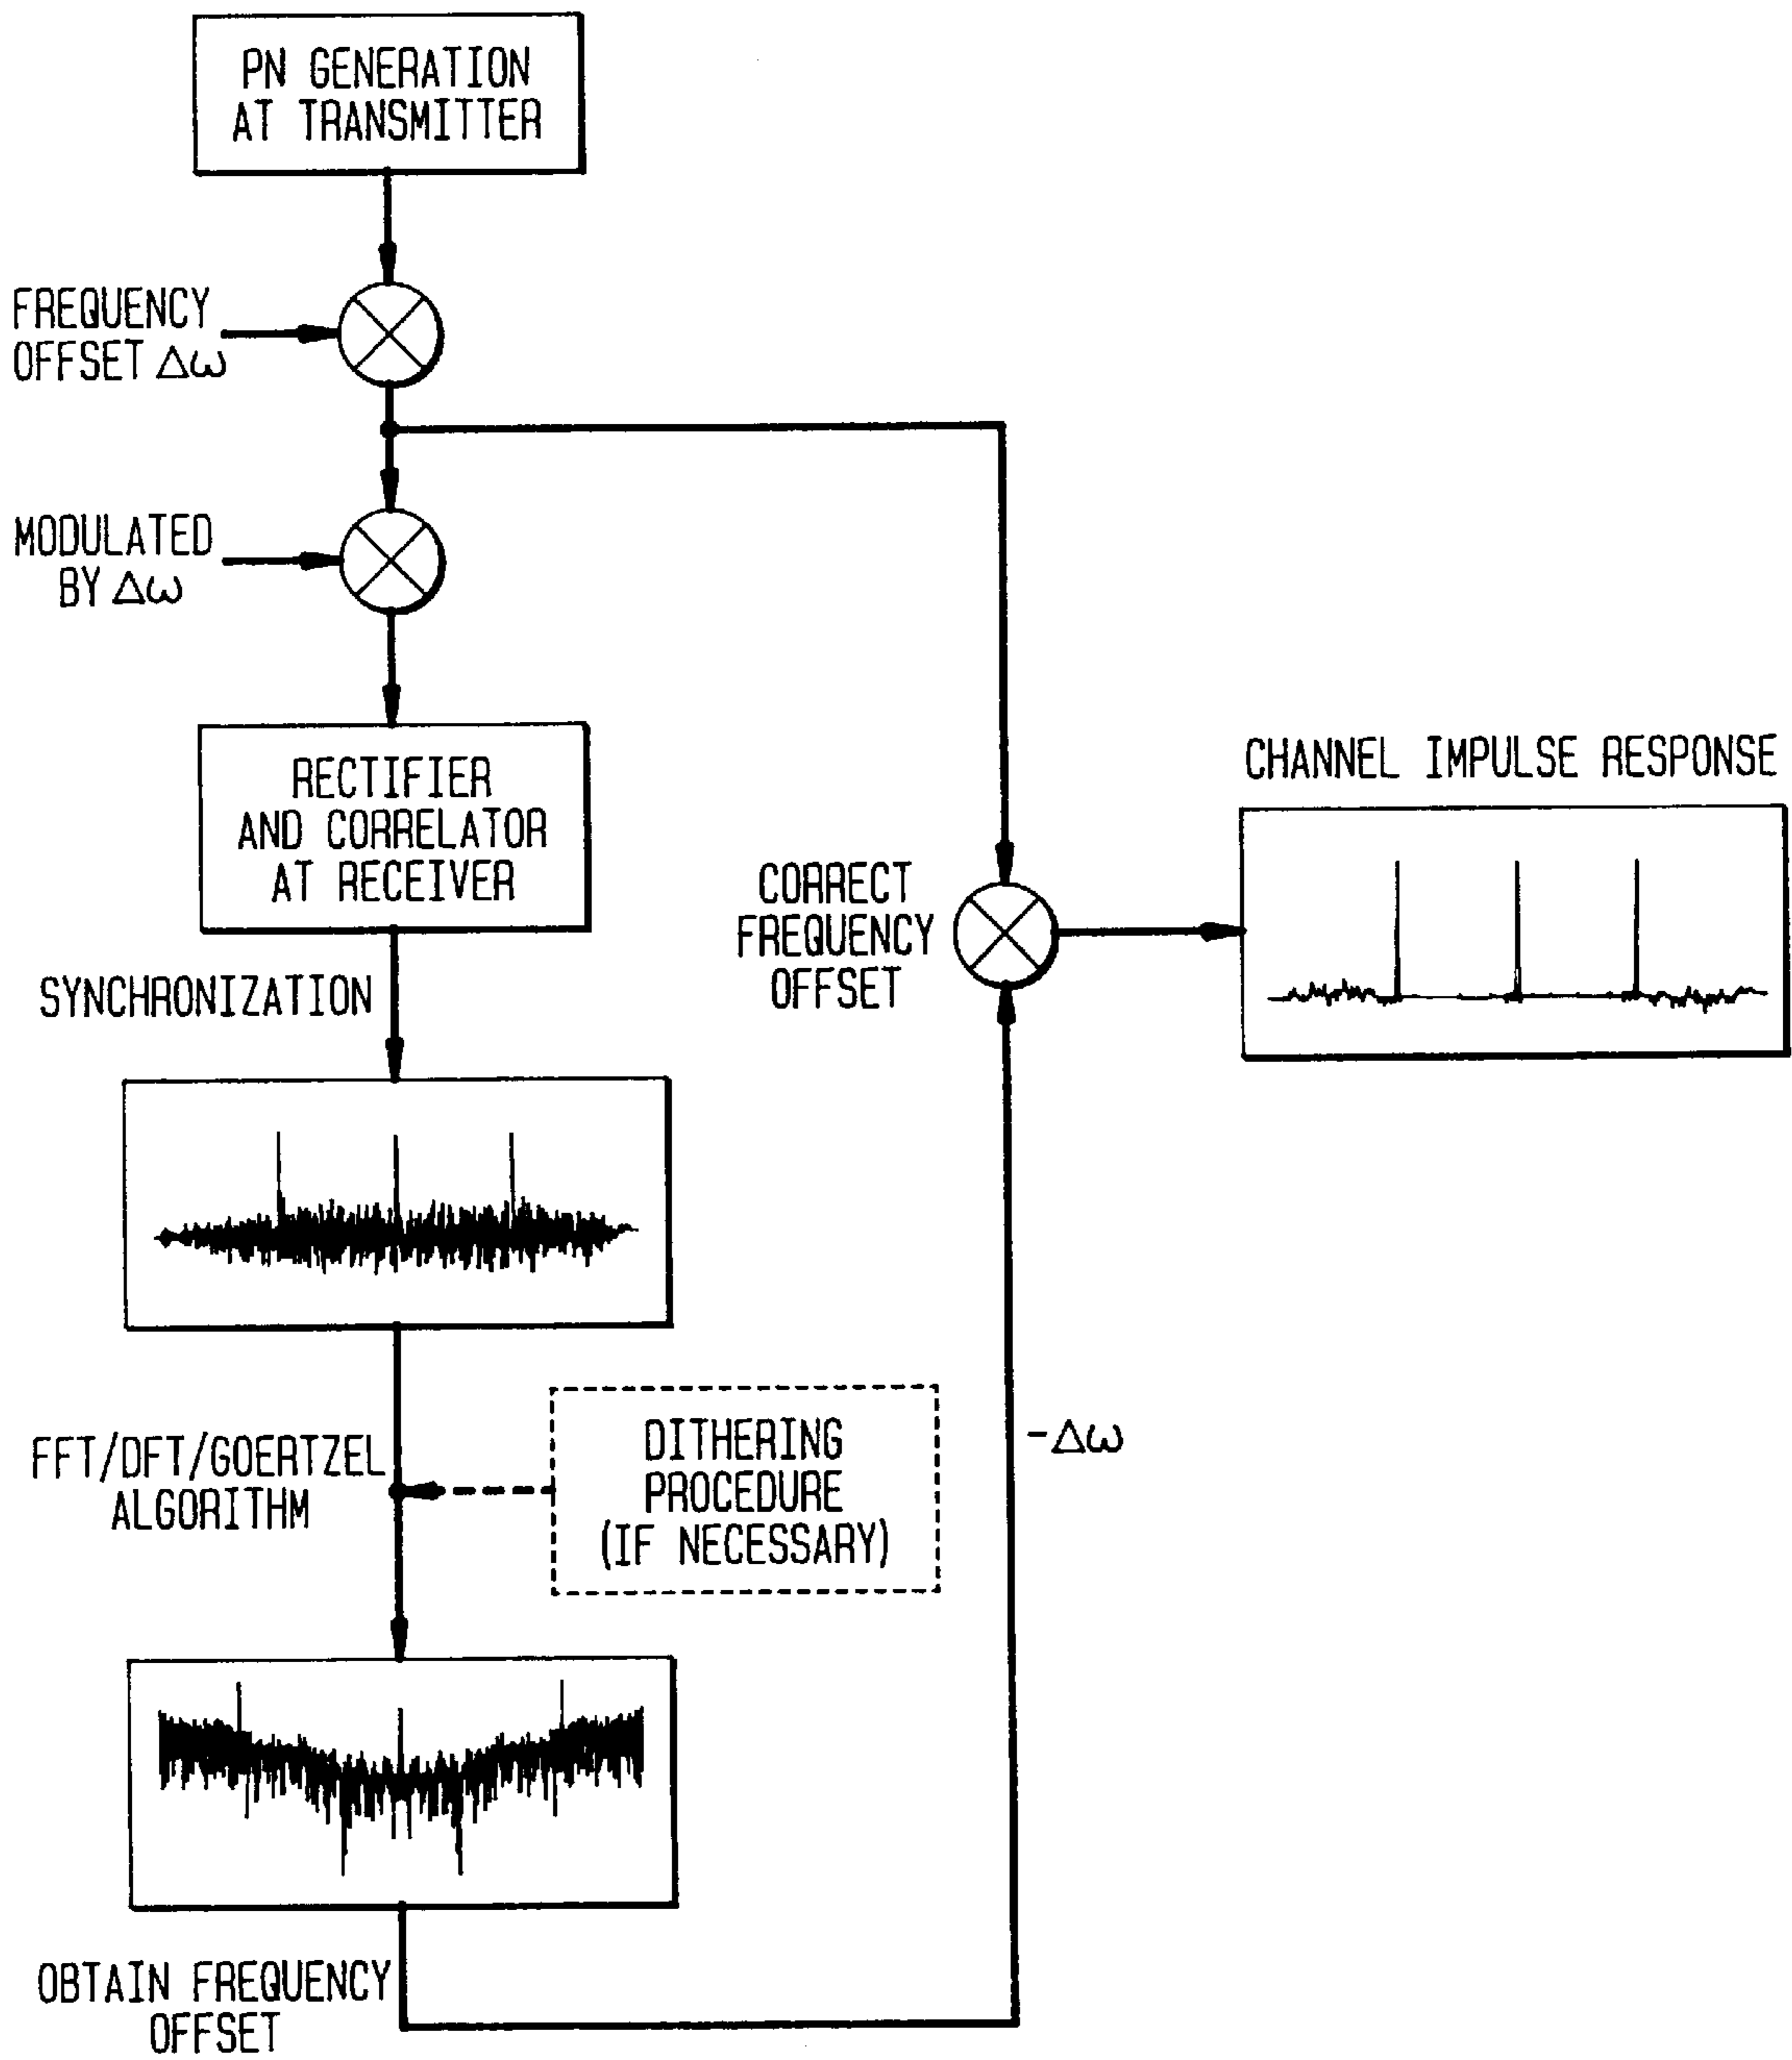 PN GENERATION
AT TRANSMITTER
FREQUENCY
OFFSET Δω
MODULATED
BY Δω
RECTIFIER
AND CORRELATOR
AT RECEIVER
SYNCHRONIZATION
CORRECT
FREQUENCY
OFFSET
CHANNEL IMPULSE RESPONSE
FFT/DFT/GOERTZEL
ALGORITHM
DITHERING
PROCEDURE
(IF NECESSARY)
-Δω
OBTAIN FREQUENCY
OFFSET